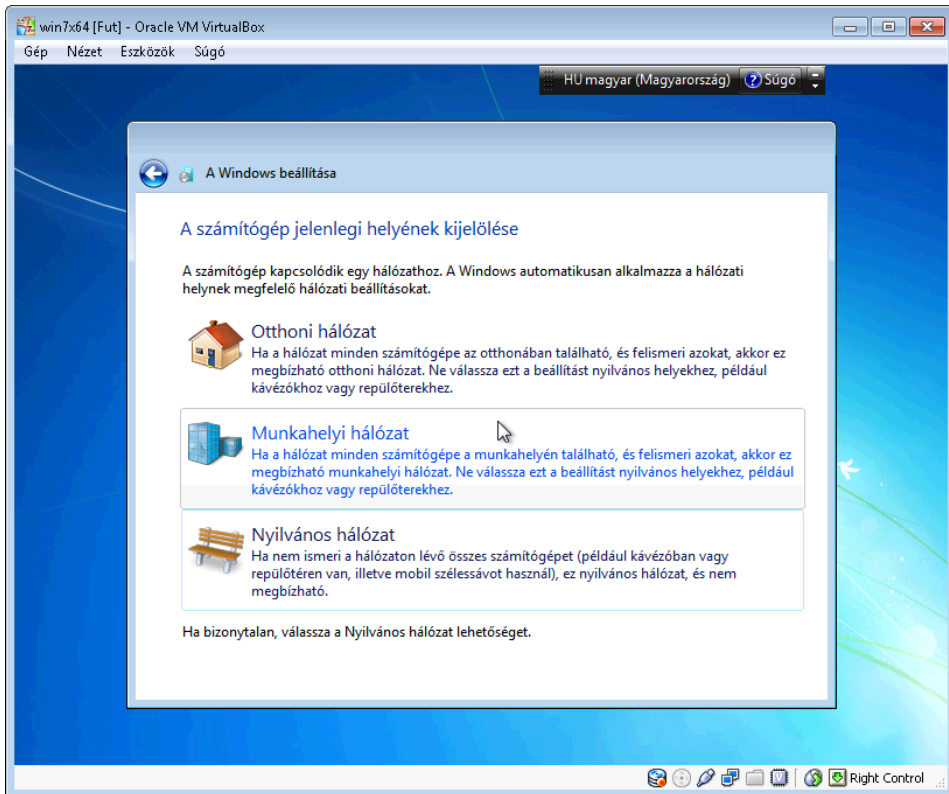 win7x64 [Fut] - Oracle VM VirtualBox
Gép Nézet Eszközök Súgó
HU magyar (Magyarország) ? Súgó
A Windows beállítása
A számítógép jelenlegi helyének kijelölése
A számítógép kapcsolódik egy hálózathoz. A Windows automatikusan alkalmazza a hálózati
helynek megfelelő hálózati beállításokat.
Otthoni hálózat
Ha a hálózat minden számítógépe az otthonában található, és felismeri azokat, akkor ez
megbízható otthoni hálózat. Ne válassza ezt a beállítást nyilvános helyekhez, például
kávézókhoz vagy repülőterekhez.
Munkahelyi hálózat
Ha a hálózat minden számítógépe a munkahelyén található, és felismeri azokat, akkor ez
megbízható munkahelyi hálózat. Ne válassza ezt a beállítást nyilvános helyekhez, például
kávézókhoz vagy repülőterekhez.
Nyilvános hálózat
Ha nem ismeri a hálózaton lévő összes számítógépet (például kávézóban vagy
repülőtéren van, illetve mobil szélessávot használ), ez nyilvános hálózat, és nem
megbízható.
Ha bizonytalan, válassza a Nyilvános hálózat lehetőséget.
Right Control